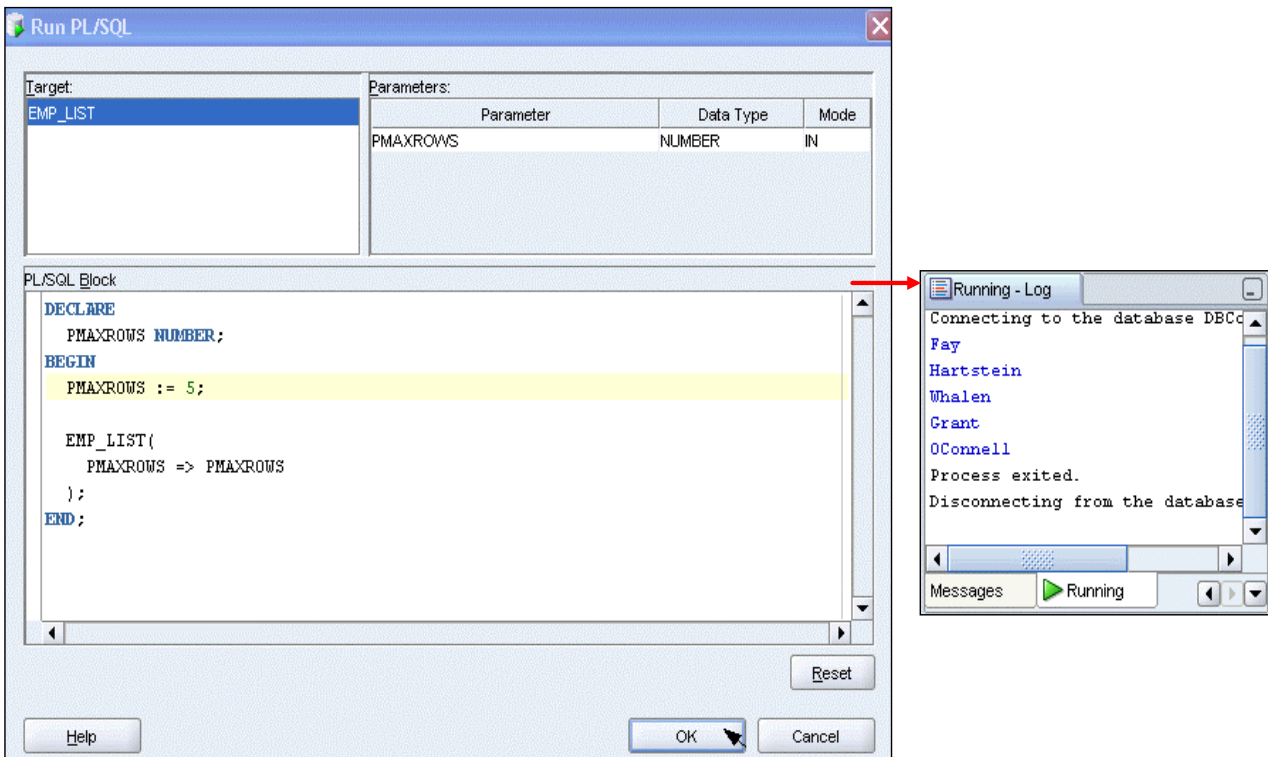 Run PL/SQL
Target:
EMP_LIST
Parameters:
Parameter Data Type Mode
PMAXROWS NUMBER IN
PL/SQL Block
DECLARE
PMAXROWS NUMBER;
BEGIN
PMAXROWS := 5;
EMP_LIST(
PMAXROWS => PMAXROWS
);
END;
Reset
Help
OK
Cancel
Running - Log
Connecting to the database DBCo
Fay
Hartstein
Whalen
Grant
OConnell
Process exited.
Disconnecting from the database
Messages
Running